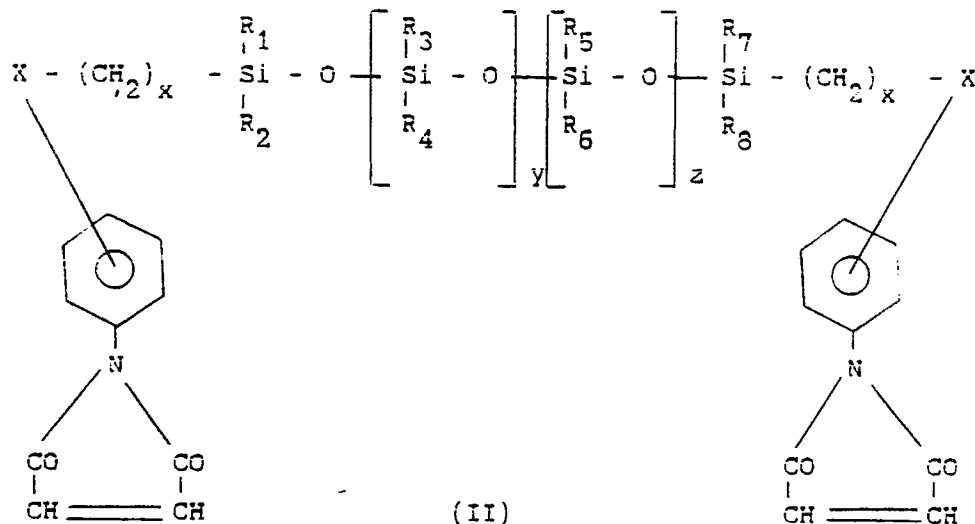 R1 R3 R5 R7
X - (CH2)x - Si - O - Si - O - Si - O - Si - (CH2)x - X
R2 R4 R6 R8
y z
N N
CO CO CO CO
CH CH (II) CH CH